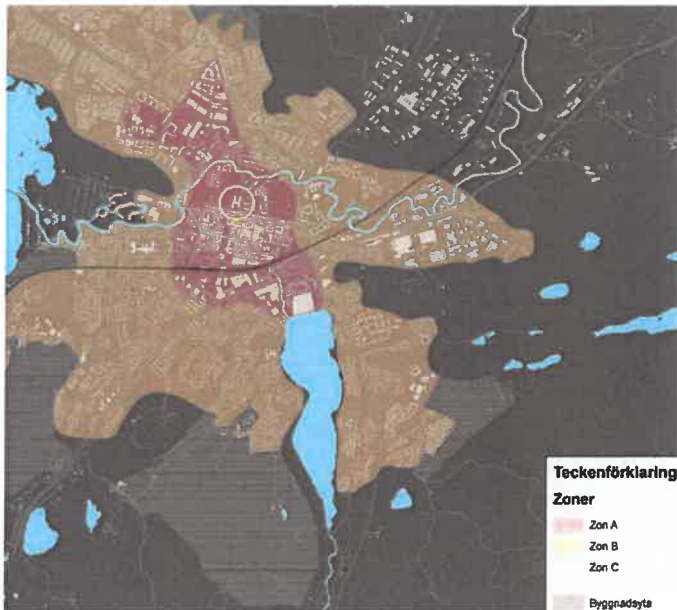 H
Teckenförklaring
Zoner
Zon A
Zon B
Zon C
Byggnadsyta